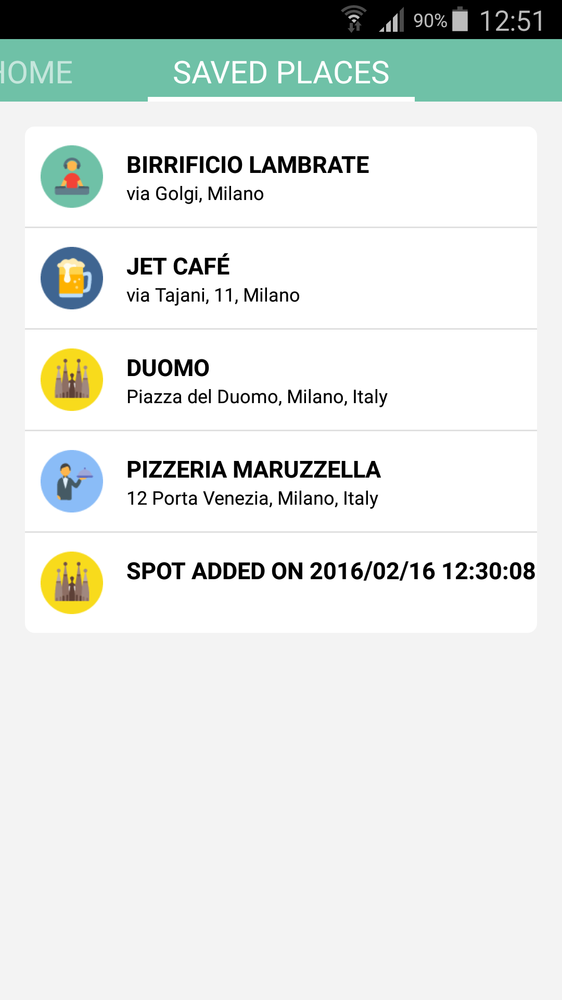 90% 12:51
HOME SAVED PLACES
BIRRIFICIO LAMBRATE
via Golgi, Milano
JET CAFÉ
via Tajani, 11, Milano
DUOMO
Piazza del Duomo, Milano, Italy
PIZZERIA MARUZZELLA
12 Porta Venezia, Milano, Italy
SPOT ADDED ON 2016/02/16 12:30:08